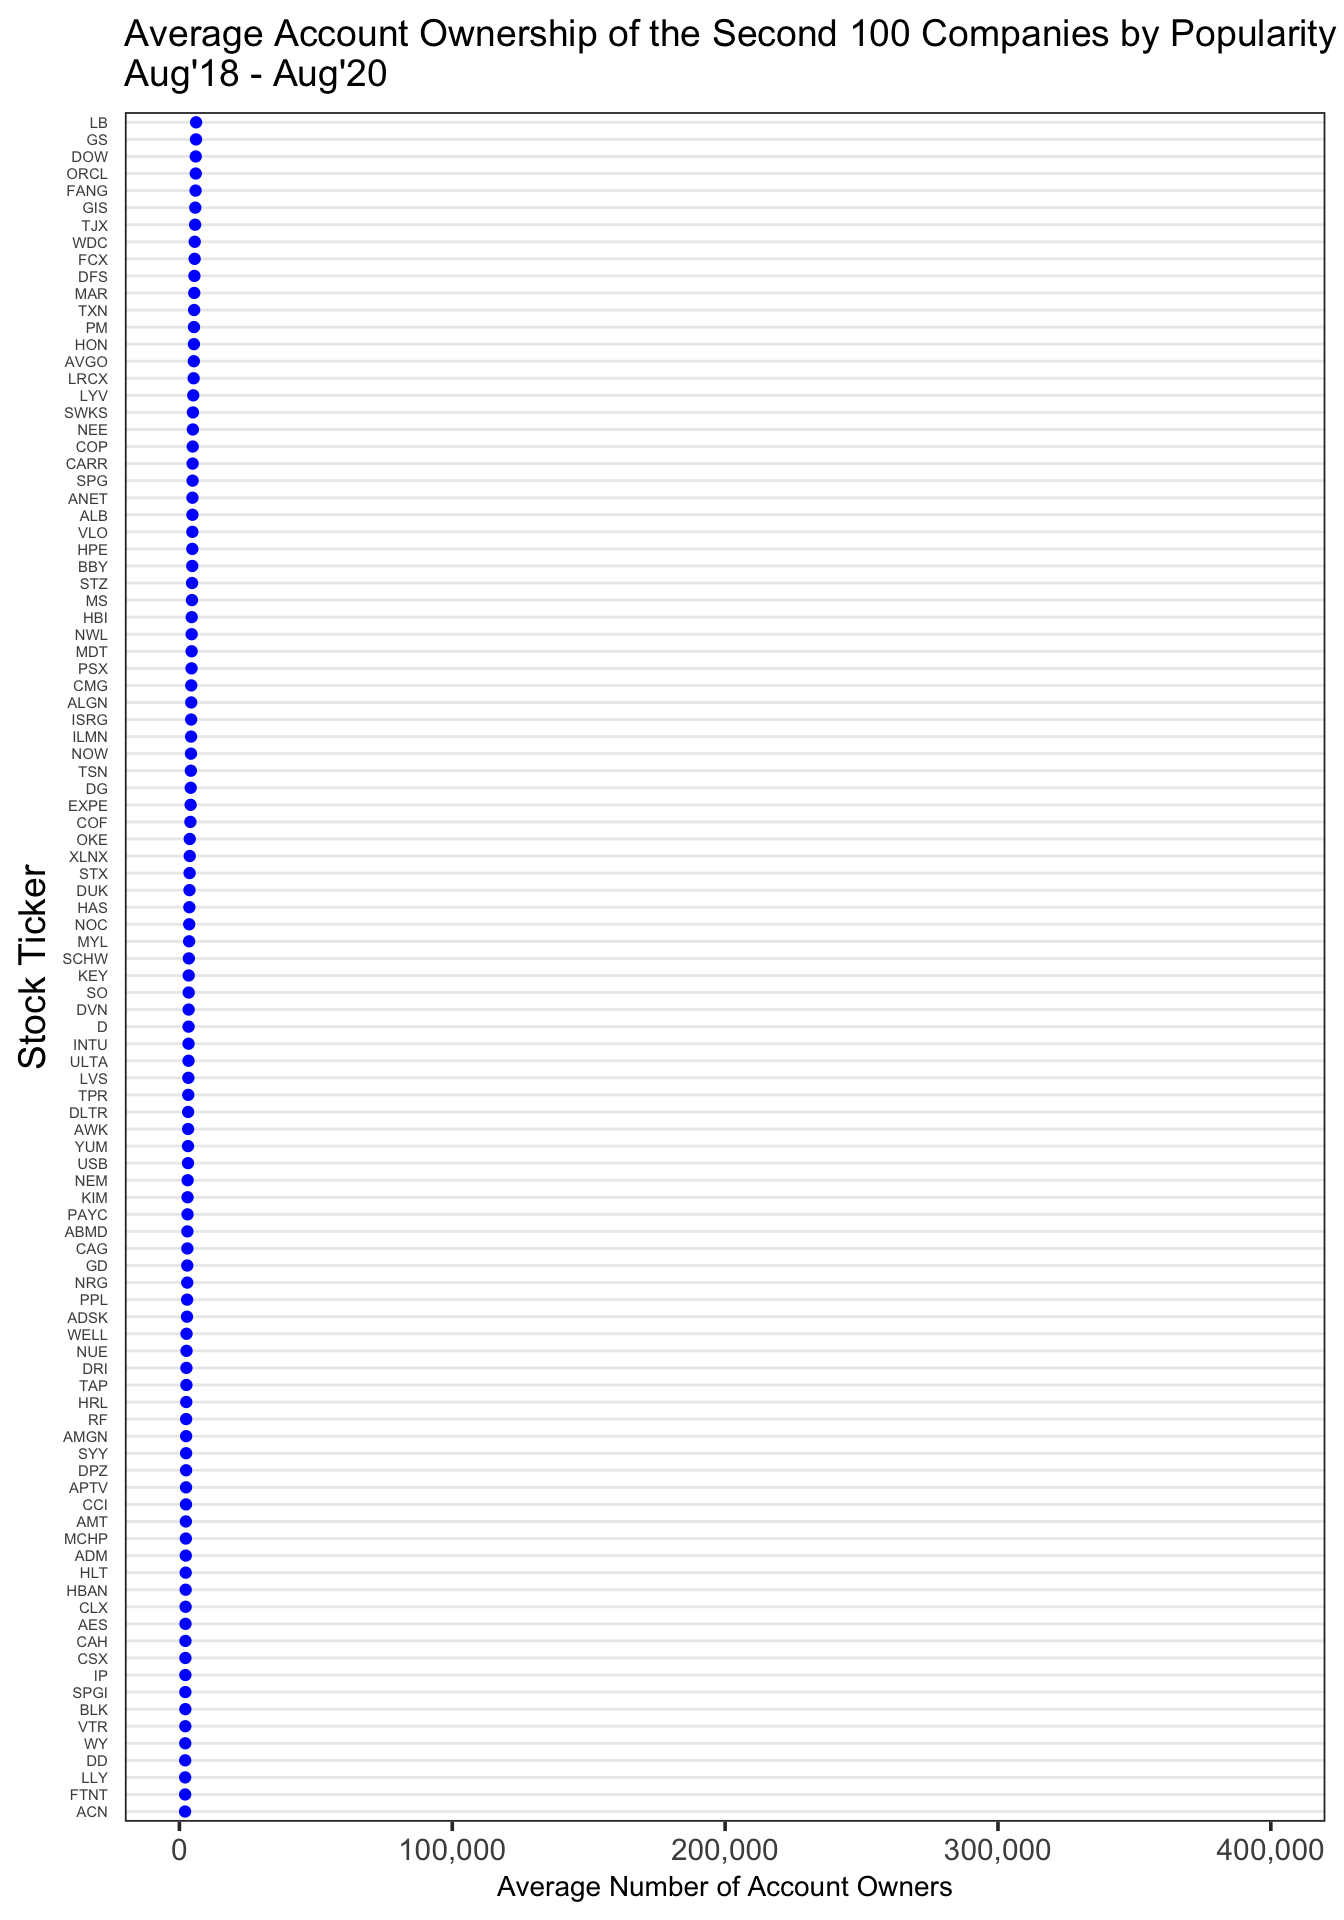 Average Account Ownership of the Second 100 Companies by Popularity
Aug'18 - Aug'20
LB
GS
DOW
ORCL
FANG
GIS
TJX
WDC
FCX
DFS
MAR
TXN
PM
HON
AVGO
LRCX
LYV
SWKS
NEE
COP
CARR
SPG
ANET
ALB
VLO
HPE
BBY
STZ
MS
HBI
NWL
MDT
PSX
CMG
ALGN
ISRG
ILMN
NOW
TSN
DG
EXPE
COF
OKE
XLNX
STX
DUK
HAS
NOC
MYL
SCHW
KEY
SO
DVN
D
INTU
ULTA
LVS
TPR
DLTR
AWK
YUM
USB
NEM
KIM
PAYC
ABMD
CAG
GD
NRG
PPL
ADSK
WELL
NUE
DRI
TAP
HRL
RF
AMGN
SYY
DPZ
APTV
CCI
AMT
MCHP
ADM
HLT
HBAN
CLX
AES
CAH
CSX
IP
SPGI
BLK
VTR
WY
DD
LLY
FTNT
ACN
Stock Ticker
0 100,000 200,000 300,000 400,000
Average Number of Account Owners